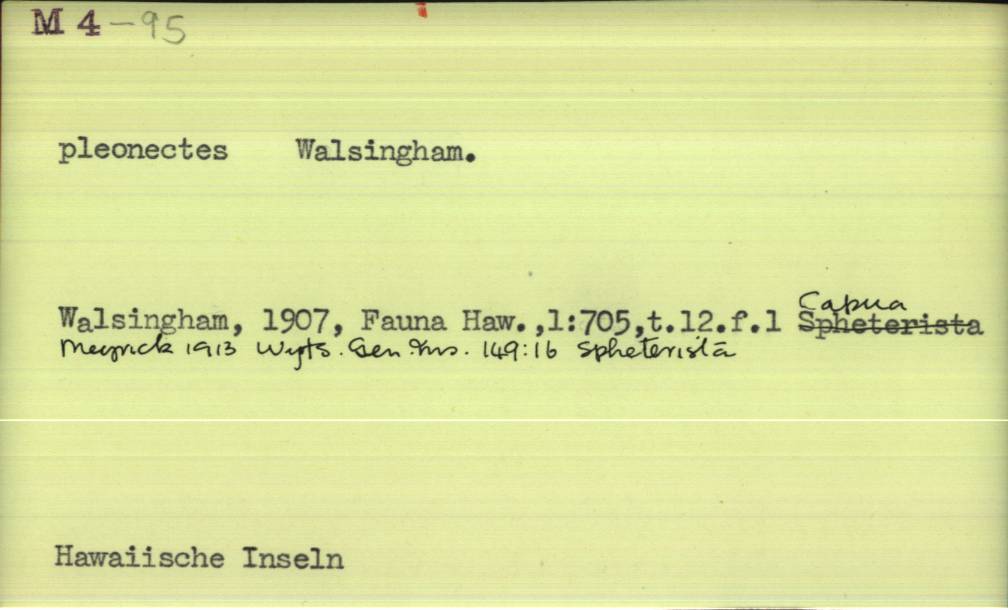 M 4-95
pleonectes Walsingham.
Capua
Walsingham, 1907, Fauna Haw.,1:705,t.12.f.1 Spheterista
Meyrick 1913 Wyts. Gen. Ins. 149:16 Spheterista
Hawaiische Inseln